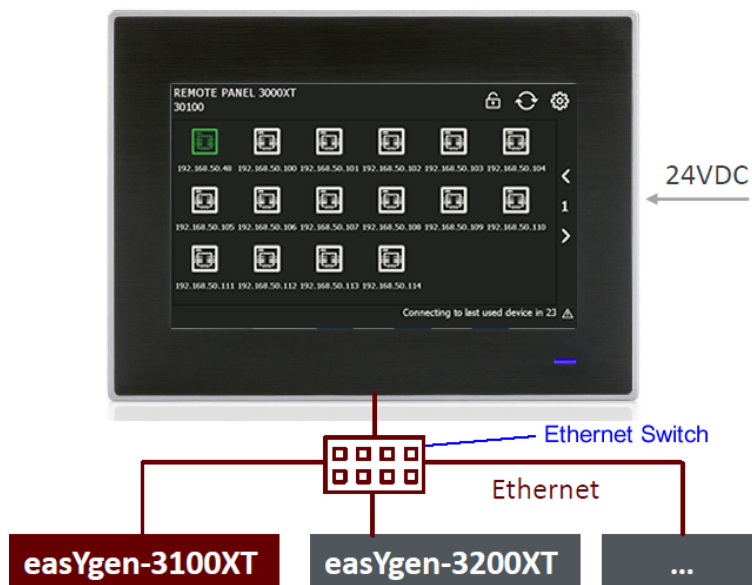 REMOTE PANEL 3000XT
30100
192.168.50.48 192.168.50.100 192.168.50.101 192.168.50.102 192.168.50.103 192.168.50.104
192.168.50.105 192.168.50.106 192.168.50.107 192.168.50.108 192.168.50.109 192.168.50.110
1
192.168.50.111 192.168.50.112 192.168.50.113 192.168.50.114
Connecting to last used device in 23
24VDC
Ethernet Switch
Ethernet
easYgen-3100XT
easYgen-3200XT
...